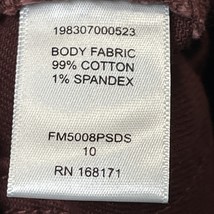 198307000523
BODY FABRIC
99% COTTON
1% SPANDEX
FM5008PSDS
10
RN 168171